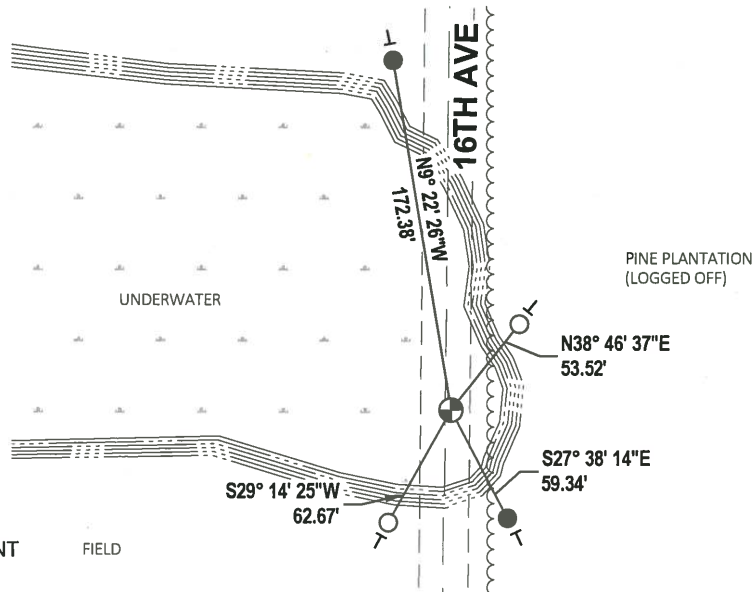 16TH AVE
N9° 22' 26"W
172.38'
PINE PLANTATION
(LOGGED OFF)
UNDERWATER
N38° 46' 37"E
53.52'
S27° 38' 14"E
59.34'
S29° 14' 25"W
62.67'
NT
FIELD